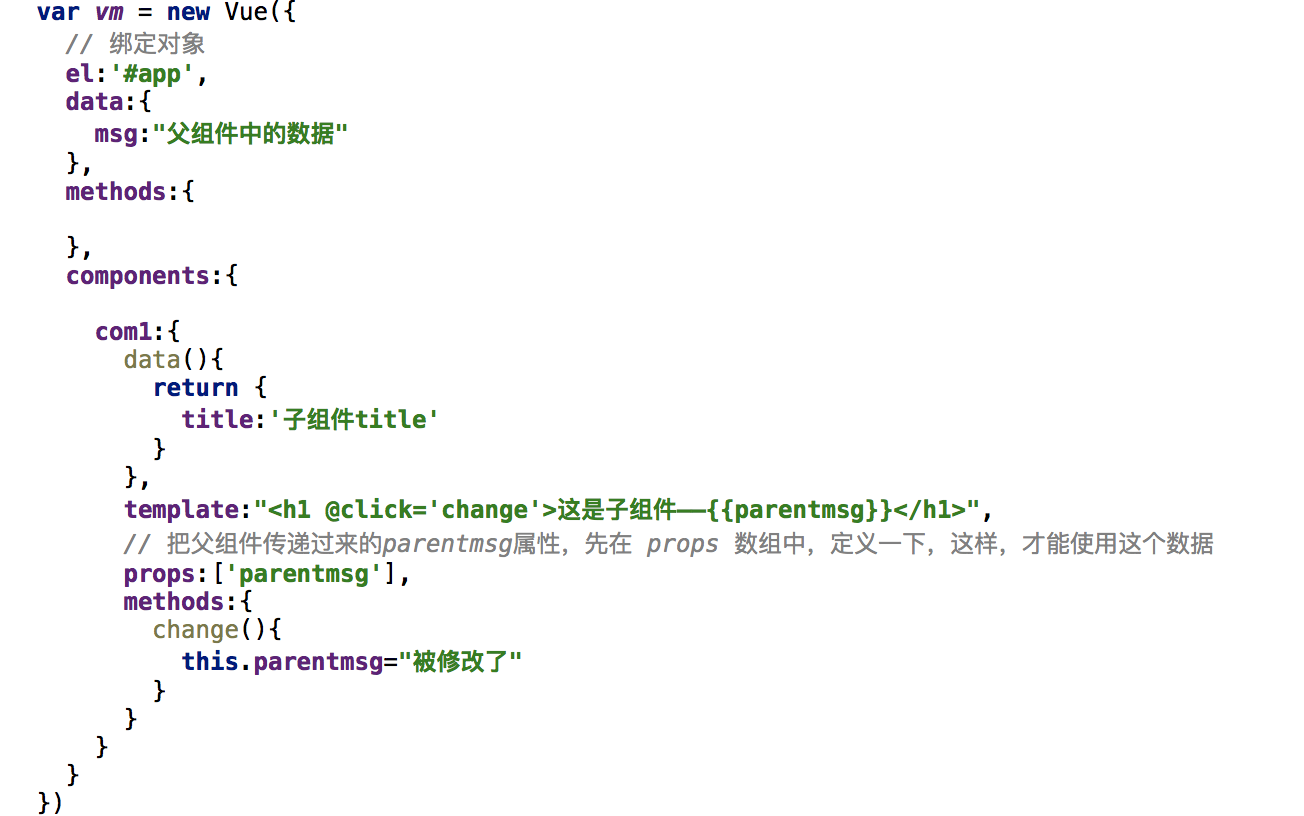 var vm = new Vue({
// 绑定对象
el:'#app',
data:{
msg:"父组件中的数据"
},
methods:{
},
components:{
com1:{
data(){
return {
title:'子组件title'
}
},
template:"<h1 @click='change'>这是子组件——{{parentmsg}}</h1>",
// 把父组件传递过来的parentmsg属性，先在 props 数组中，定义一下，这样，才能使用这个数据
props:['parentmsg'],
methods:{
change(){
this.parentmsg="被修改了"
}
}
}
}
})